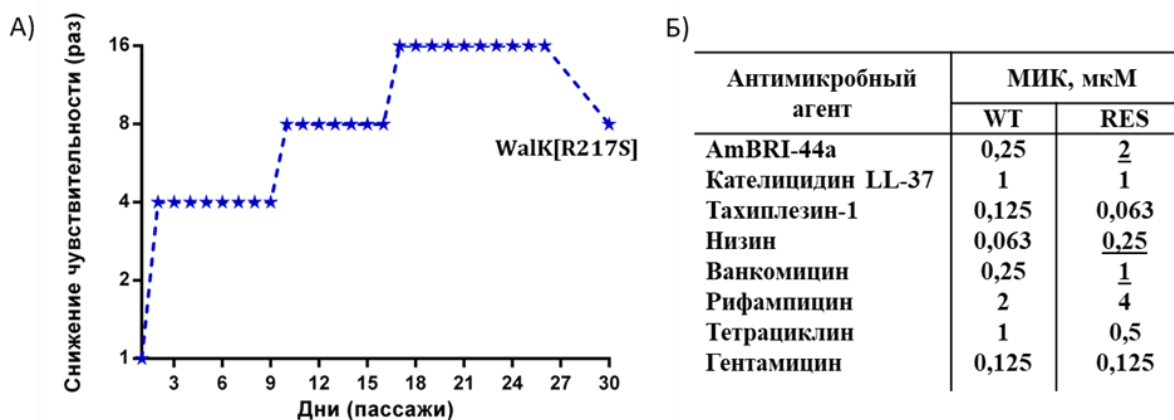 А)
Снижение чувствительности (раз)
16
8
4
2
1
WalK[R217S]
3 6 9 12 15 18 21 24 27 30
Дни (пассажи)
Б)
Антимикробный агент
МИК, мкМ
WT RES
AmBRI-44a 0,25 2
Кателицидин LL-37 1 1
Тахиплезин-1 0,125 0,063
Низин 0,063 0,25
Ванкомицин 0,25 1
Рифампицин 2 4
Тетрациклин 1 0,5
Гентамицин 0,125 0,125